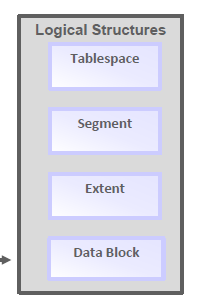 Logical Structures
Tablespace
Segment
Extent
Data Block